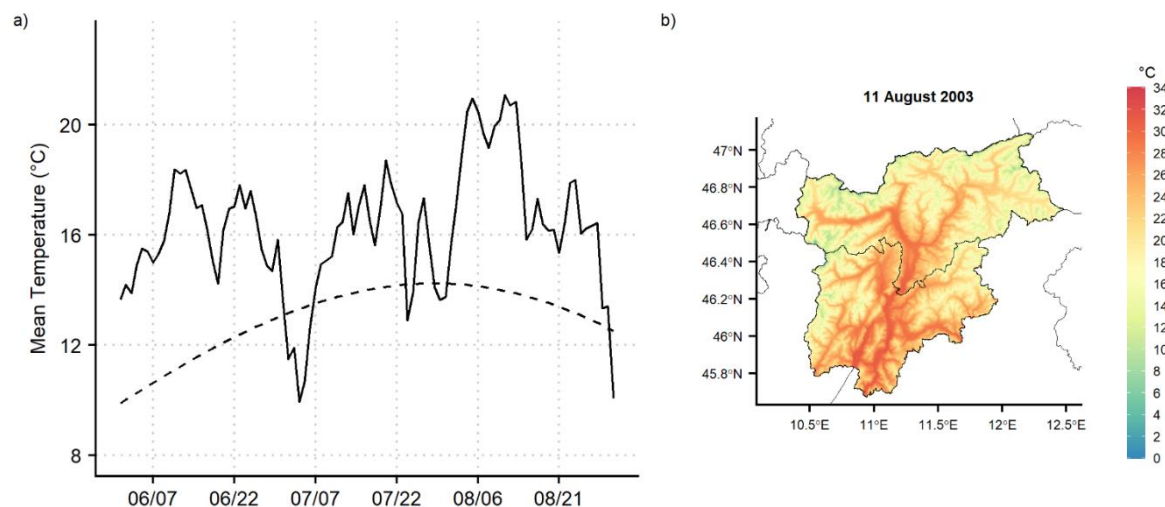 a)
Mean Temperature (°C)
20
16
12
8
06/07 06/22 07/07 07/22 08/06 08/21
b)
11 August 2003
47°N
46.8°N
46.6°N
46.4°N
46.2°N
46°N
45.8°N
10.5°E 11°E 11.5°E 12°E 12.5°E
°C
34
32
30
28
26
24
22
20
18
16
14
12
10
8
6
4
2
0